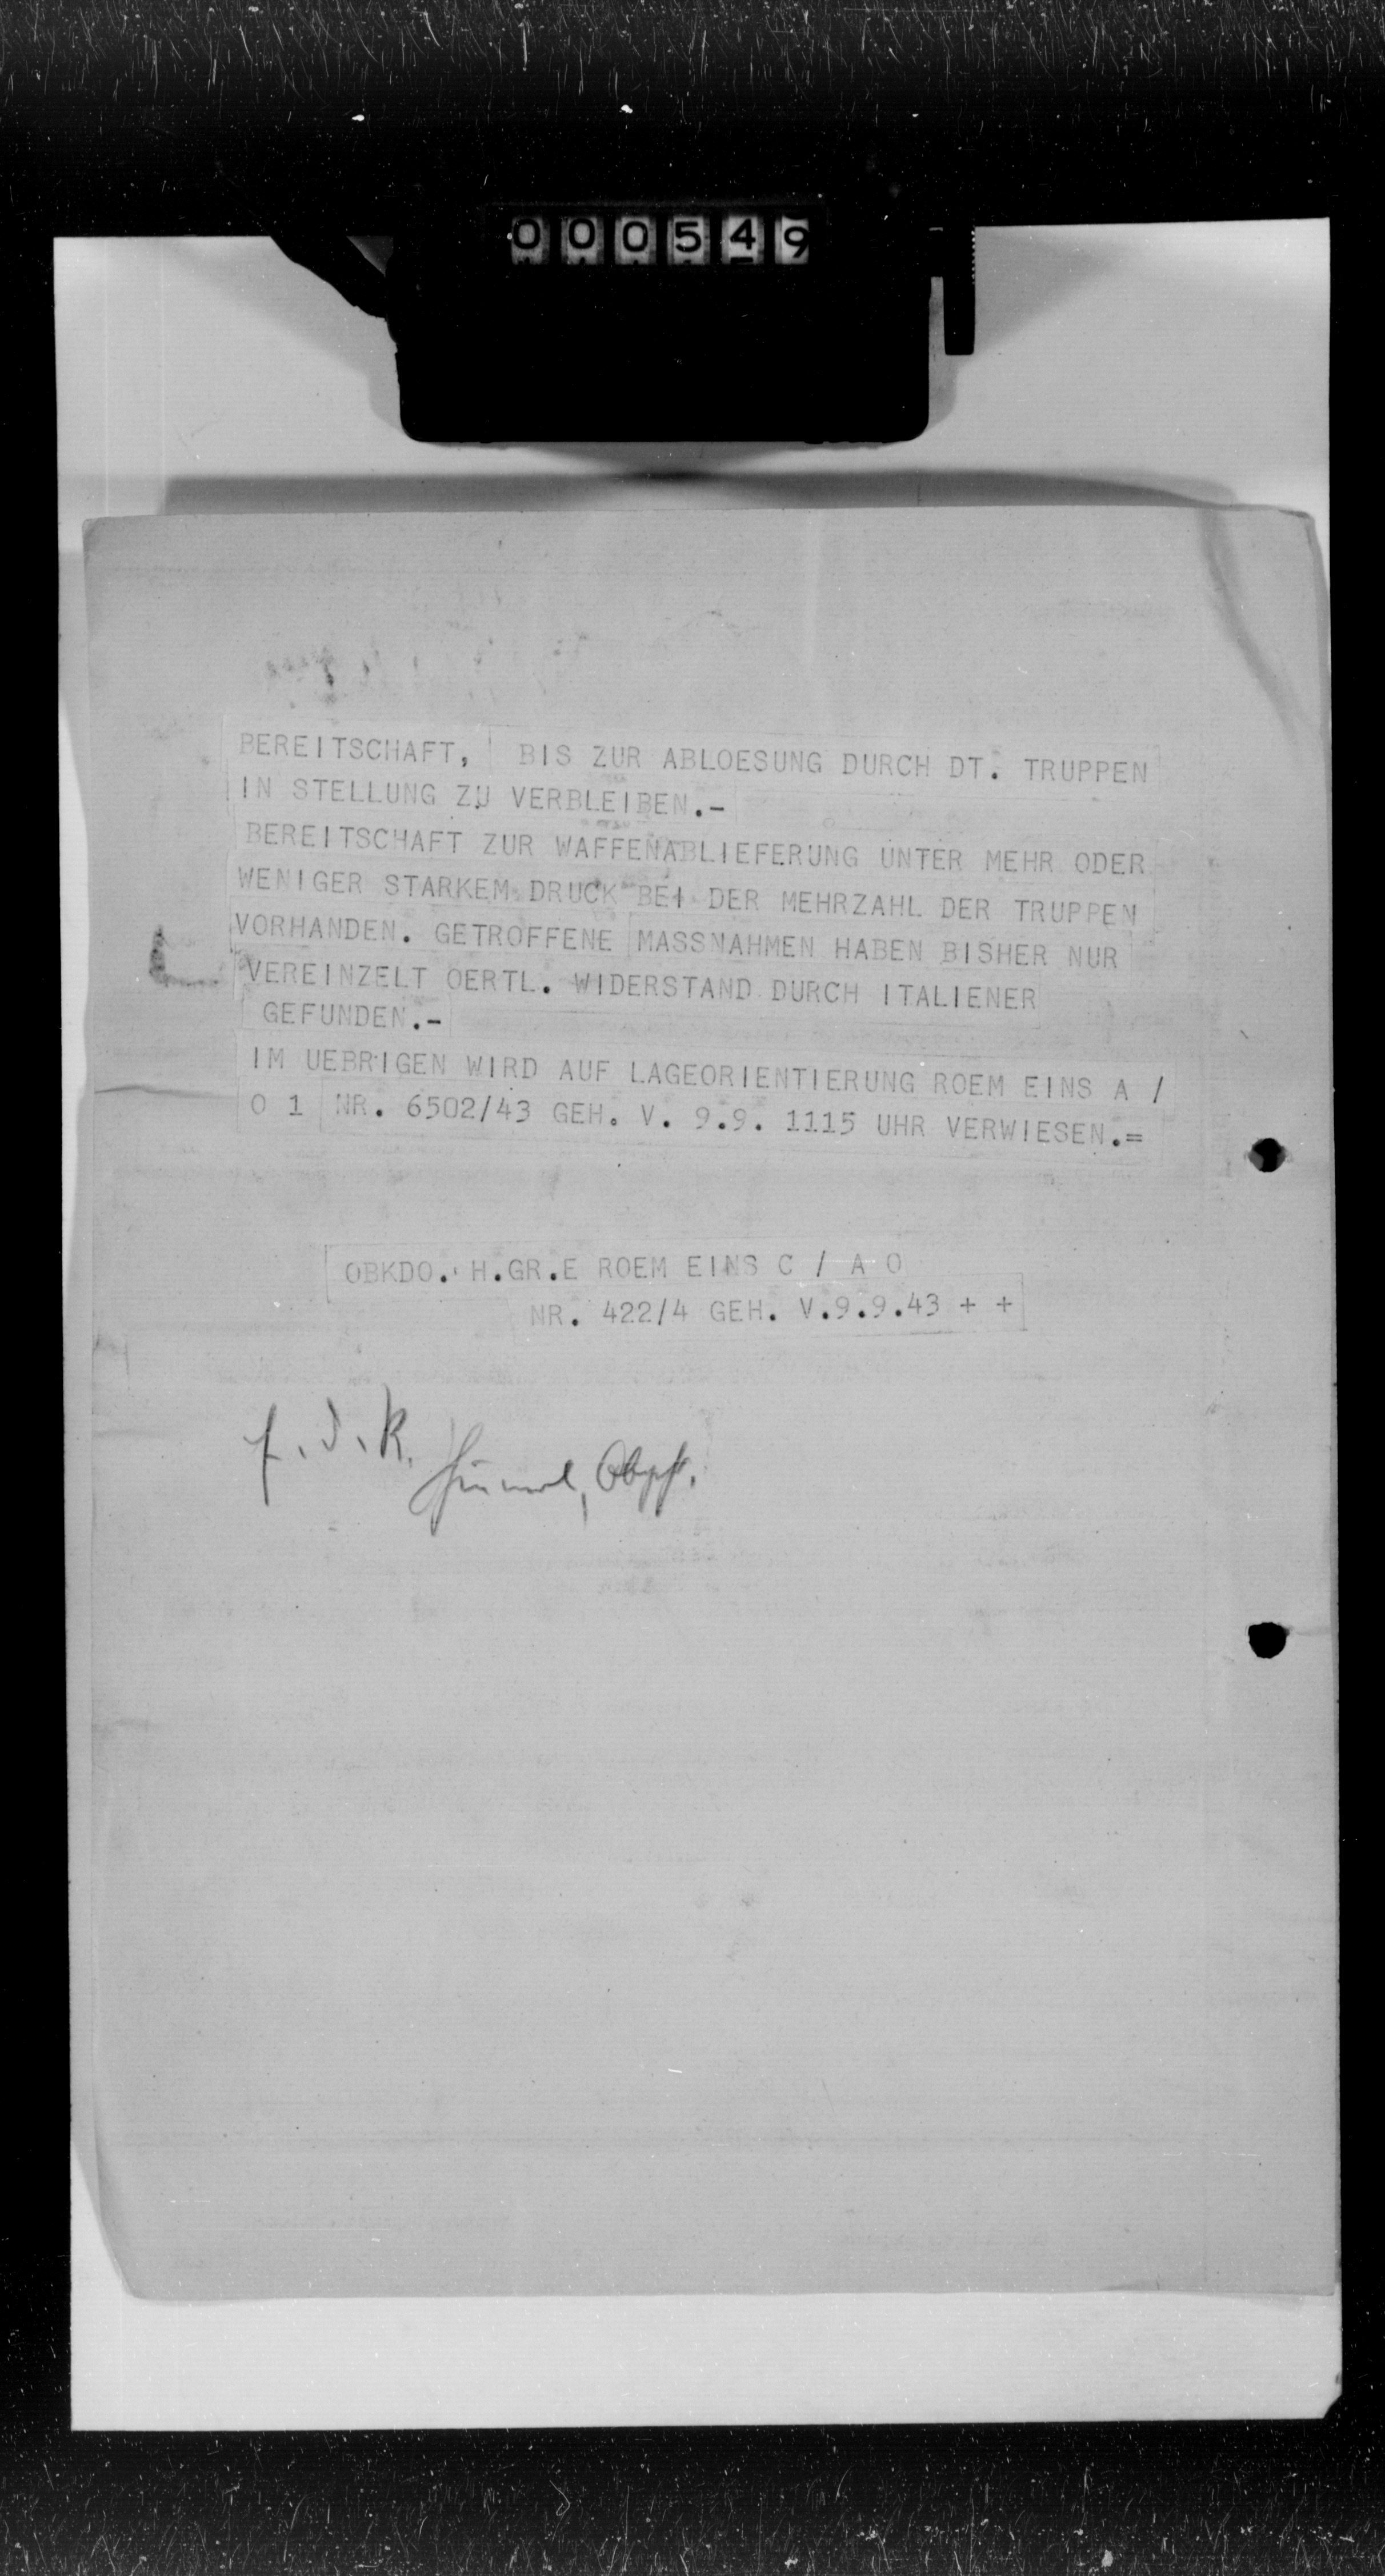 000549
BEREITSCHAFT, BIS ZUR ABLOESUNG DURCH DT. TRUPPEN
IN STELLUNG ZU VERBLEIBEN.-
BEREITSCHAFT ZUR WAFFENABLIEFERUNG UNTER MEHR ODER
WENIGER STARKEM DRUCK BEI DER MEHRZAHL DER TRUPPEN
VORHANDEN. GETROFFENE MASSNAHMEN HABEN BISHER NUR
VEREINZELT OERTL. WIDERSTAND DURCH ITALIENER
GEFUNDEN.-
IM UEBRIGEN WIRD AUF LAGEORIENTIERUNG ROEM EINS A /
O 1 NR. 6502/43 GEH. V. 9.9. 1115 UHR VERWIESEN.=
OBKDO. H.GR.E ROEM EINS C / A O
NR. 422/4 GEH. V.9.9.43 + +
f. d. R.